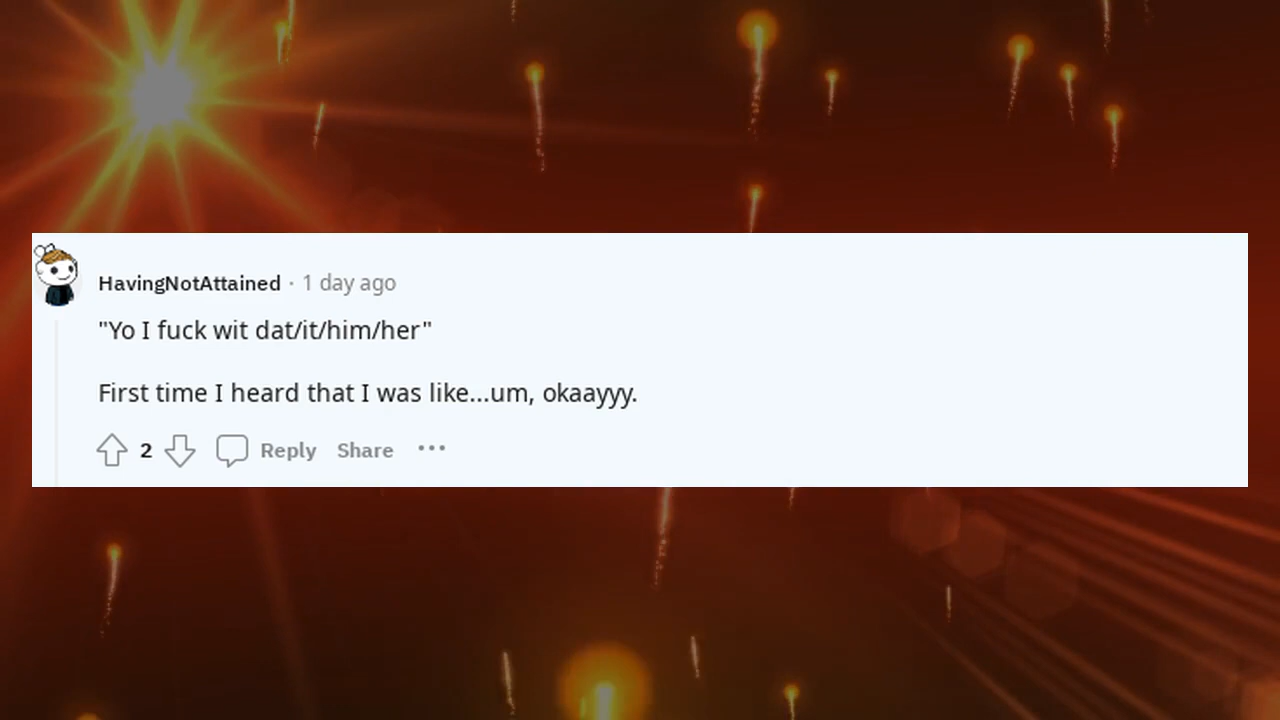 HavingNotAttained · 1 day ago
"Yo I fuck wit dat/it/him/her"
First time I heard that I was like...um, okaayyy.
2 Reply Share ···